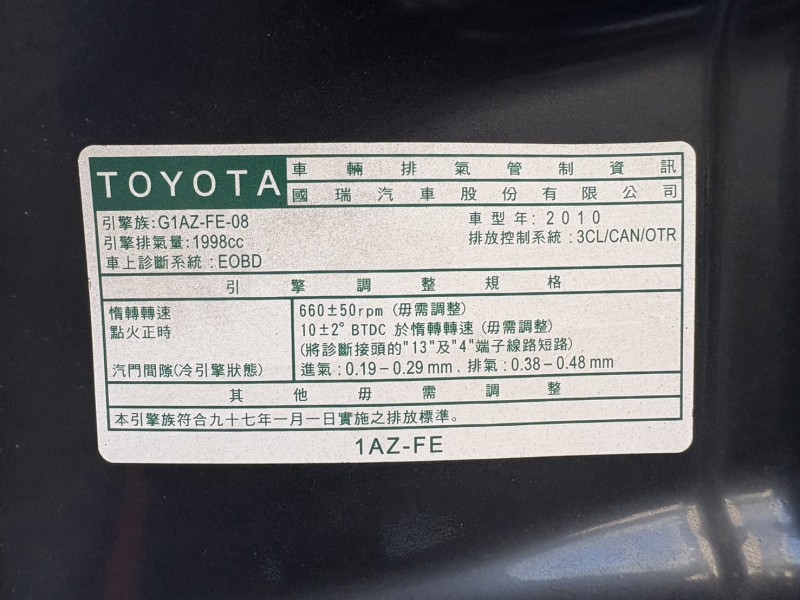 TOYOTA
車輛排氣管制資訊
國瑞汽車股份有限公司
引擎族:G1AZ-FE-08
車型年:2010
引擎排氣量:1998cc
排放控制系統:3CL/CAN/OTR
車上診斷系統:EOBD
引擎調整規格
惰轉轉速 660±50rpm (毋需調整)
點火正時 10±2° BTDC 於惰轉轉速 (毋需調整)
(將診斷接頭的"13"及"4"端子線路短路)
汽門間隙(冷引擎狀態) 進氣:0.19-0.29 mm、排氣:0.38-0.48 mm
其他毋需調整
本引擎族符合九十七年一月一日實施之排放標準。
1AZ-FE